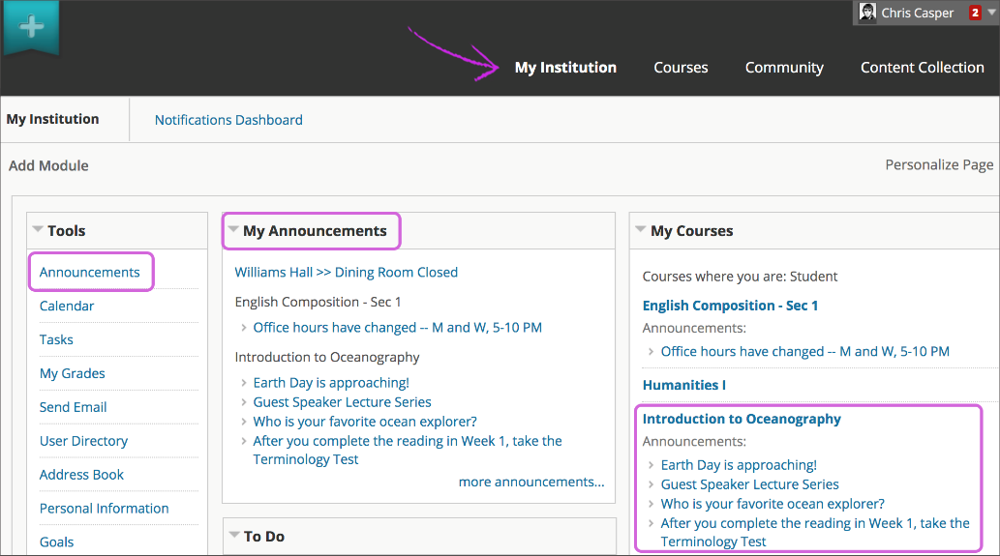 Chris Casper 2
My Institution Courses Community Content Collection
My Institution Notifications Dashboard
Add Module Personalize Page
Tools
Announcements
Calendar
Tasks
My Grades
Send Email
User Directory
Address Book
Personal Information
Goals
My Announcements
Williams Hall >> Dining Room Closed
English Composition - Sec 1
Office hours have changed -- M and W, 5-10 PM
Introduction to Oceanography
Earth Day is approaching!
Guest Speaker Lecture Series
Who is your favorite ocean explorer?
After you complete the reading in Week 1, take the
Terminology Test
more announcements...
To Do
My Courses
Courses where you are: Student
English Composition - Sec 1
Announcements:
Office hours have changed -- M and W, 5-10 PM
Humanities I
Introduction to Oceanography
Announcements:
Earth Day is approaching!
Guest Speaker Lecture Series
Who is your favorite ocean explorer?
After you complete the reading in Week 1, take the
Terminology Test